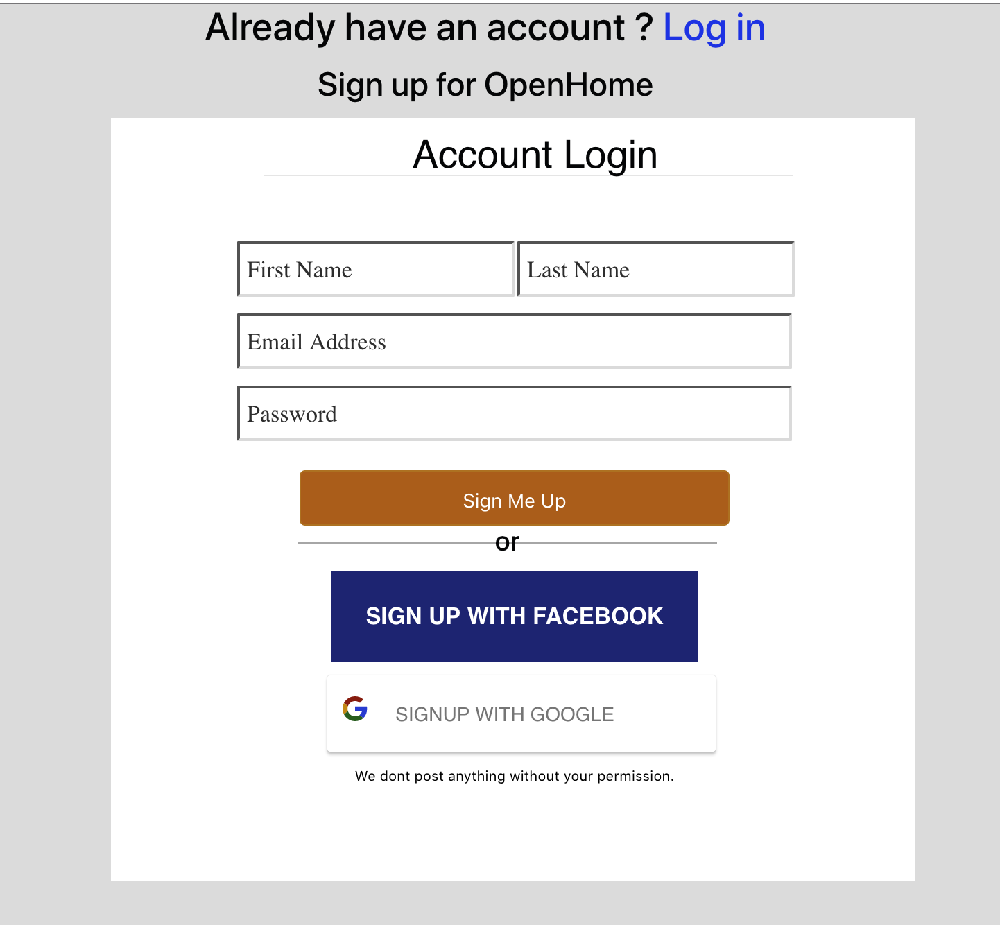 Already have an account ? Log in
Sign up for OpenHome
Account Login
First Name Last Name
Email Address
Password
Sign Me Up
or
SIGN UP WITH FACEBOOK
SIGNUP WITH GOOGLE
We dont post anything without your permission.